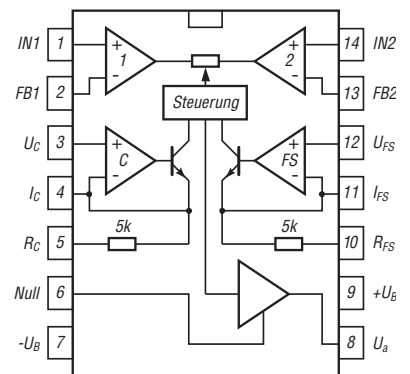 IN1 1 + 1 2 + 14 IN2
FB1 2 - - 13 FB2
Steuerung
U_C 3 + C FS + 12 U_FS
I_C 4 - - 11 I_FS
R_C 5 5k 5k 10 R_FS
Null 6 9 +U_B
-U_B 7 8 U_a